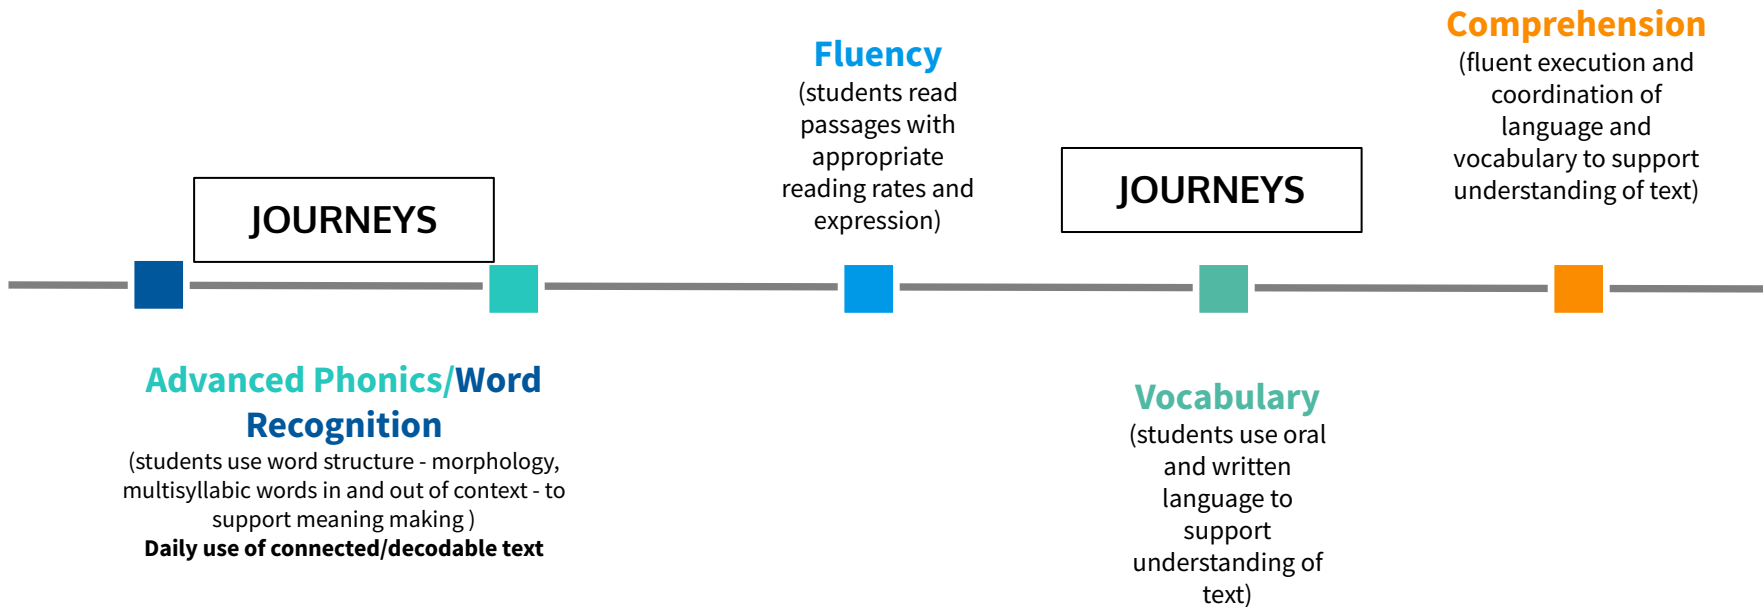 JOURNEYS
Advanced Phonics/Word
Recognition
(students use word structure - morphology,
multisyllabic words in and out of context - to
support meaning making )
Daily use of connected/decodable text
Fluency
(students read
passages with
appropriate
reading rates and
expression)
JOURNEYS
Vocabulary
(students use oral
and written
language to
support
understanding of
text)
Comprehension
(fluent execution and
coordination of
language and
vocabulary to support
understanding of text)